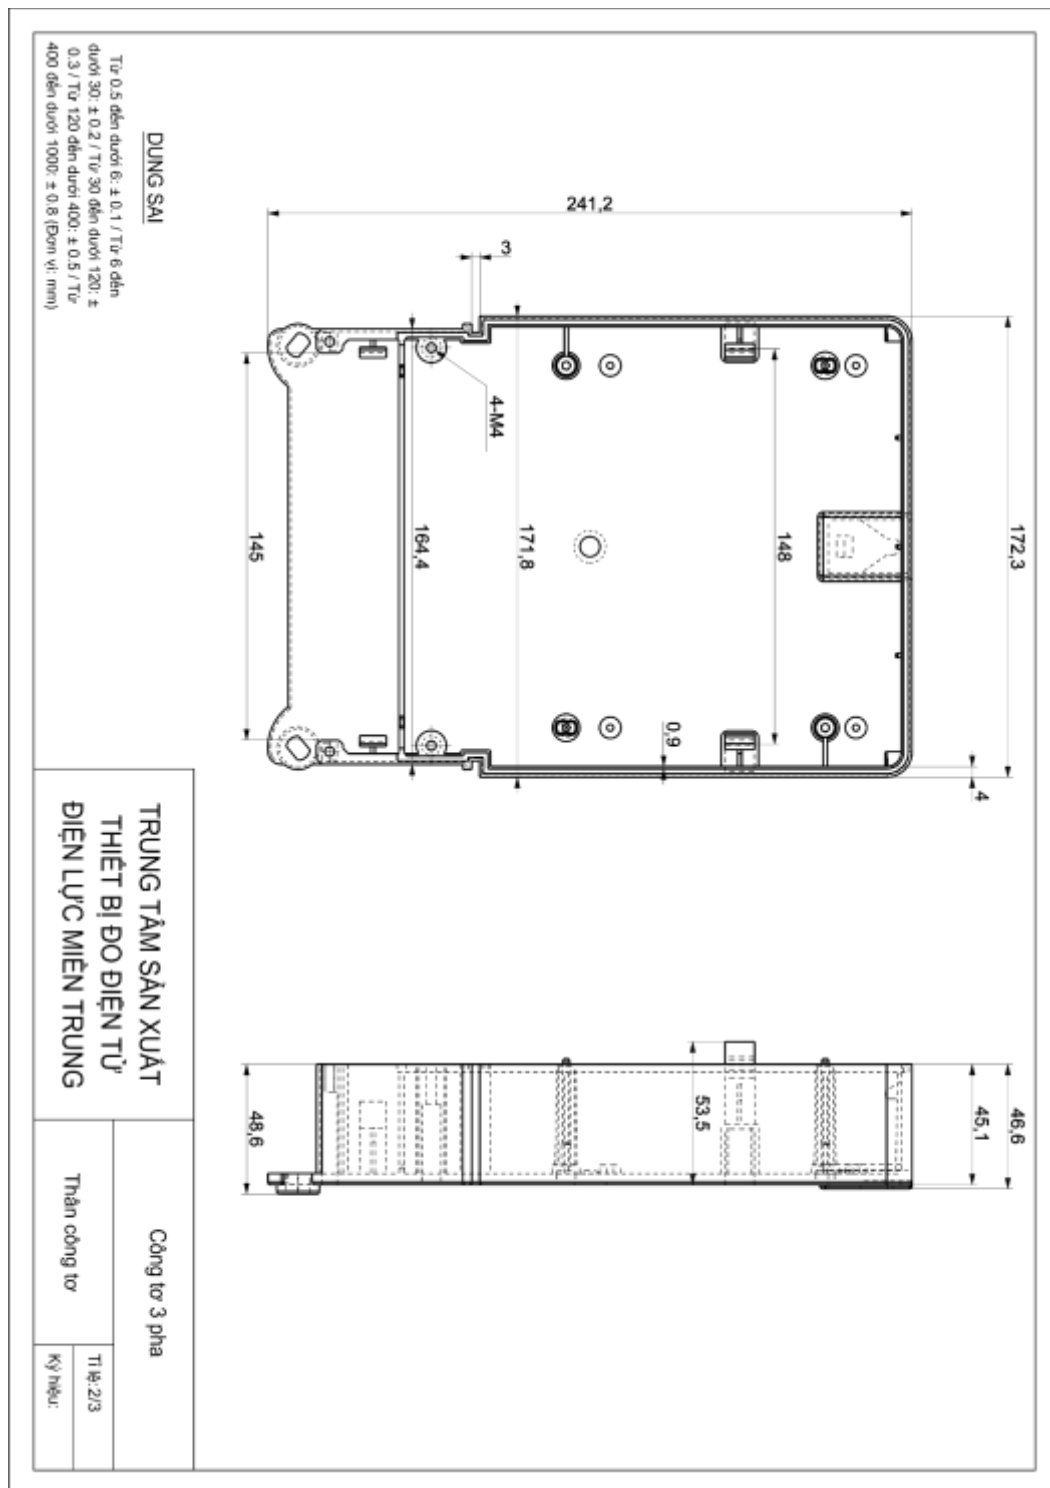 241,2
3
172,3
4-M4
145
164,4
171,8
148
0,9
4
48,6
53,5
45,1
46,6
DUNG SAI
Từ 0.5 đến dưới 6: ± 0.1 / Từ 6 đến
dưới 30: ± 0.2 / Từ 30 đến dưới 120: ±
0.3 / Từ 120 đến dưới 400: ± 0.5 / Từ
400 đến dưới 1000: ± 0.8 (Đơn vị: mm)
TRUNG TÂM SẢN XUẤT
THIẾT BỊ ĐO ĐIỆN TỬ
ĐIỆN LỰC MIỀN TRUNG
Công tơ 3 pha
Thân công tơ
Tỉ lệ: 2/3
Ký hiệu: